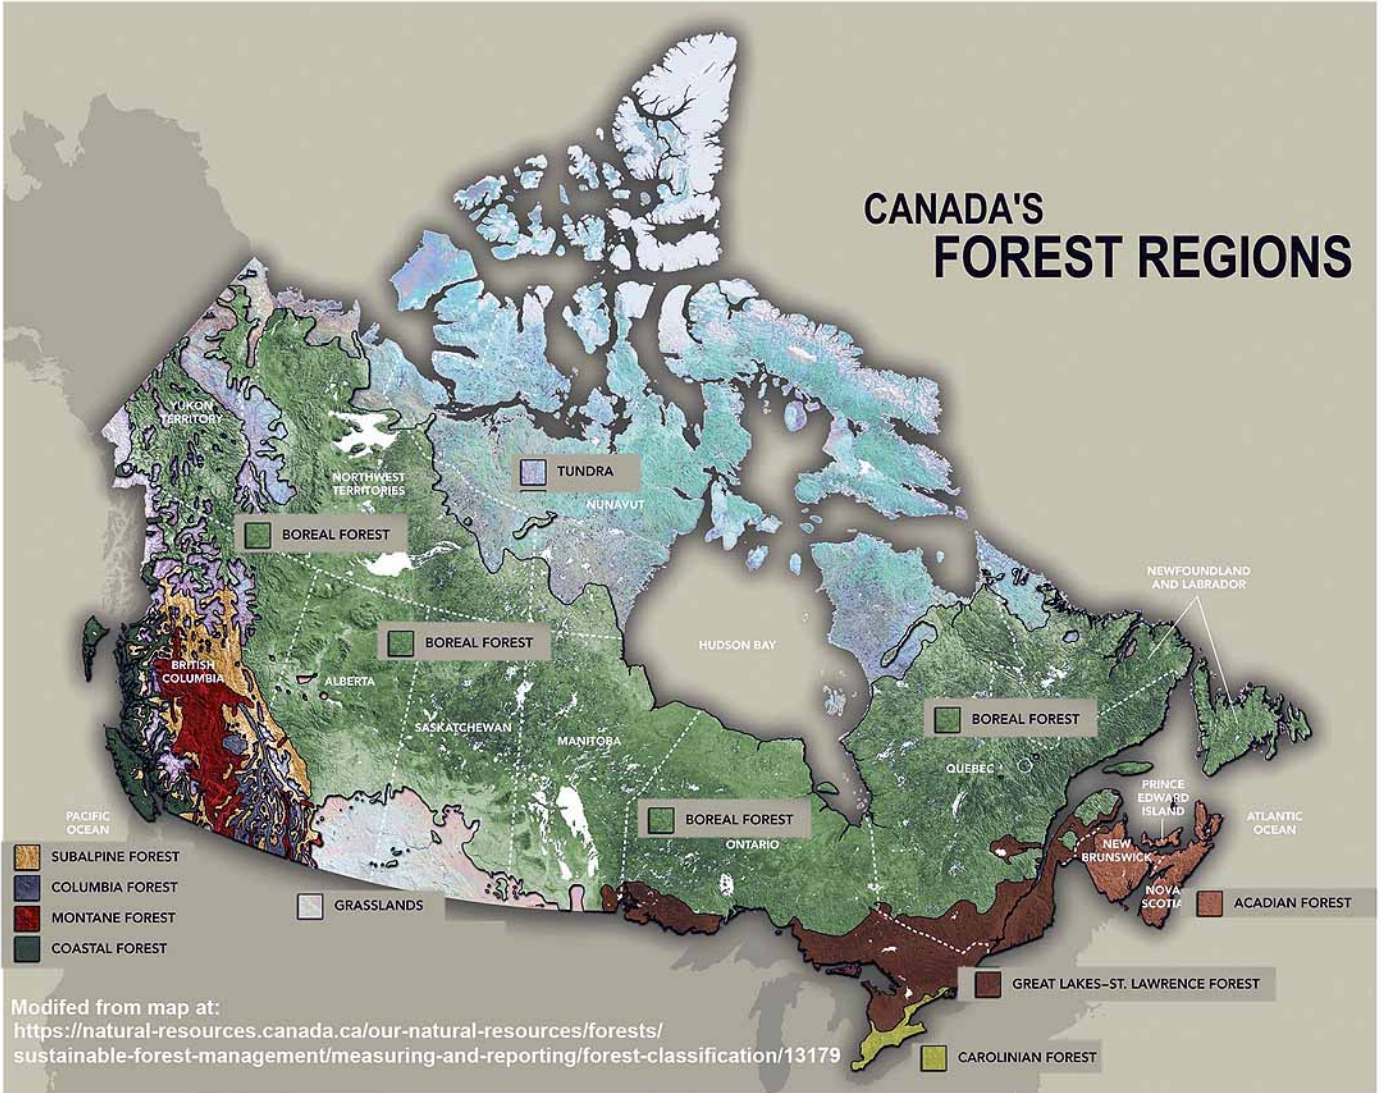 CANADA'S
FOREST REGIONS
YUKON
TERRITORY
NORTHWEST
TERRITORIES
TUNDRA
NUNAVUT
BOREAL FOREST
BOREAL FOREST
NEWFOUNDLAND
AND LABRADOR
HUDSON BAY
BRITISH
COLUMBIA
ALBERTA
SASKATCHEWAN
MANITOBA
BOREAL FOREST
QUEBEC
BOREAL FOREST
ONTARIO
PRINCE
EDWARD
ISLAND
PACIFIC
OCEAN
ATLANTIC
OCEAN
NEW
BRUNSWICK
NOVA
SCOTIA
SUBALPINE FOREST
COLUMBIA FOREST
MONTANE FOREST
COASTAL FOREST
GRASSLANDS
ACADIAN FOREST
GREAT LAKES–ST. LAWRENCE FOREST
CAROLINIAN FOREST
Modifed from map at:
https://natural-resources.canada.ca/our-natural-resources/forests/
sustainable-forest-management/measuring-and-reporting/forest-classification/13179